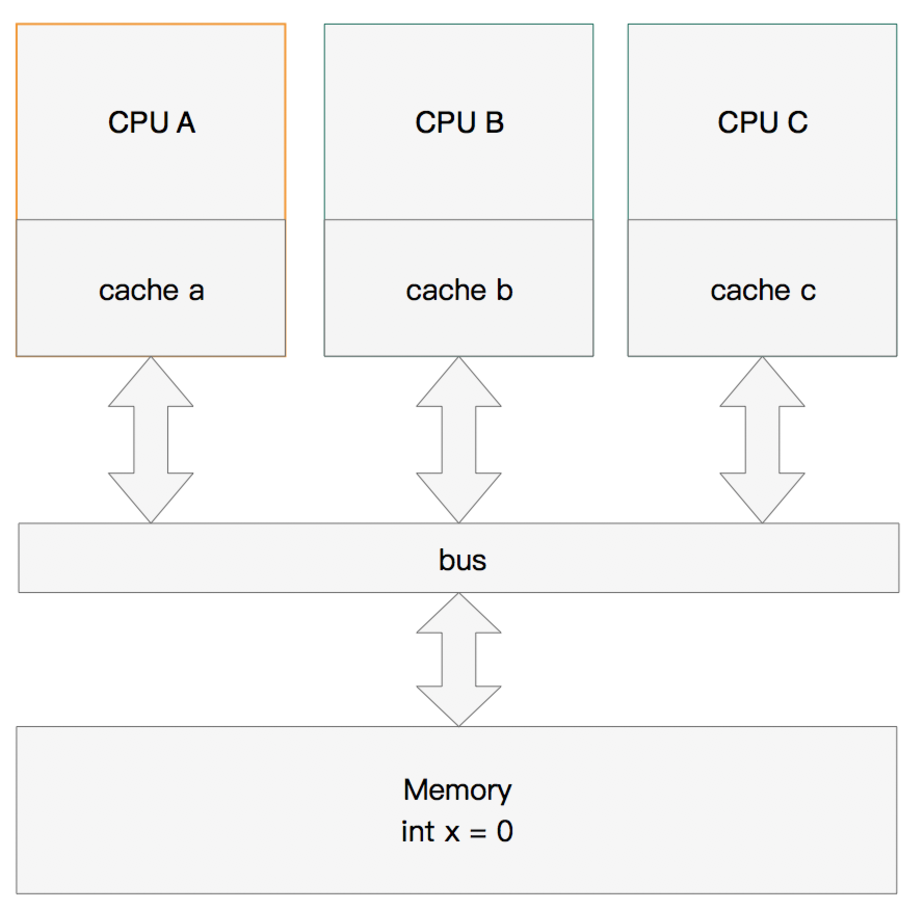 CPU A
CPU B
CPU C
cache a
cache b
cache c
bus
Memory
int x = 0